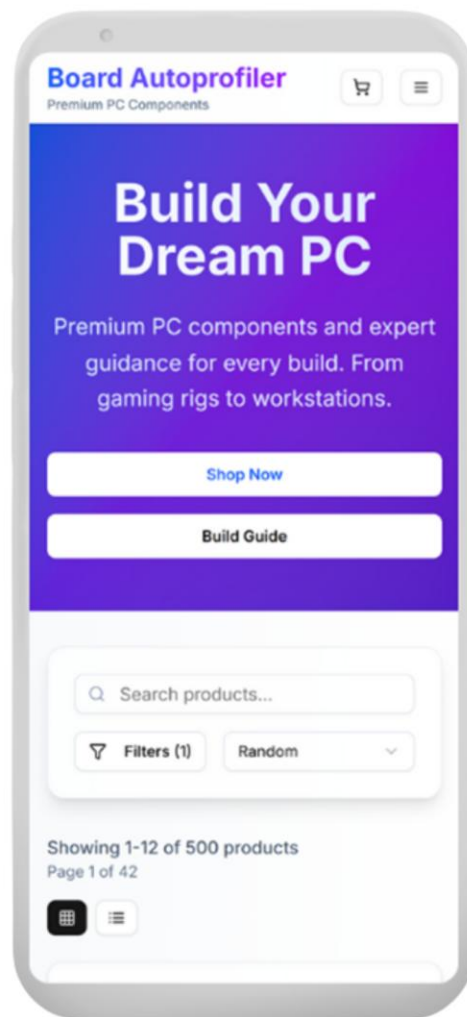 Board Autoprofiler
Premium PC Components
Build Your
Dream PC
Premium PC components and expert
guidance for every build. From
gaming rigs to workstations.
Shop Now
Build Guide
Search products...
Filters (1)
Random
Showing 1-12 of 500 products
Page 1 of 42